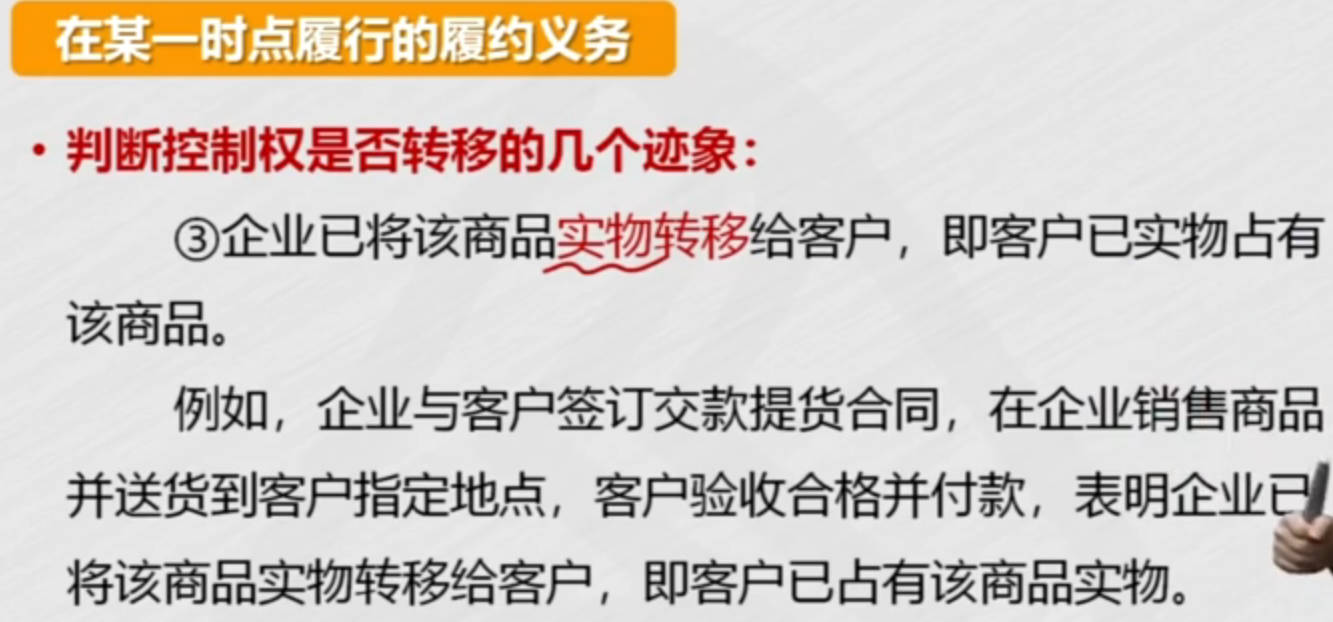 在某一时点履行的履约义务
• 判断控制权是否转移的几个迹象：
③企业已将该商品实物转移给客户，即客户已实物占有
该商品。
例如，企业与客户签订交款提货合同，在企业销售商品
并送货到客户指定地点，客户验收合格并付款，表明企业已
将该商品实物转移给客户，即客户已占有该商品实物。